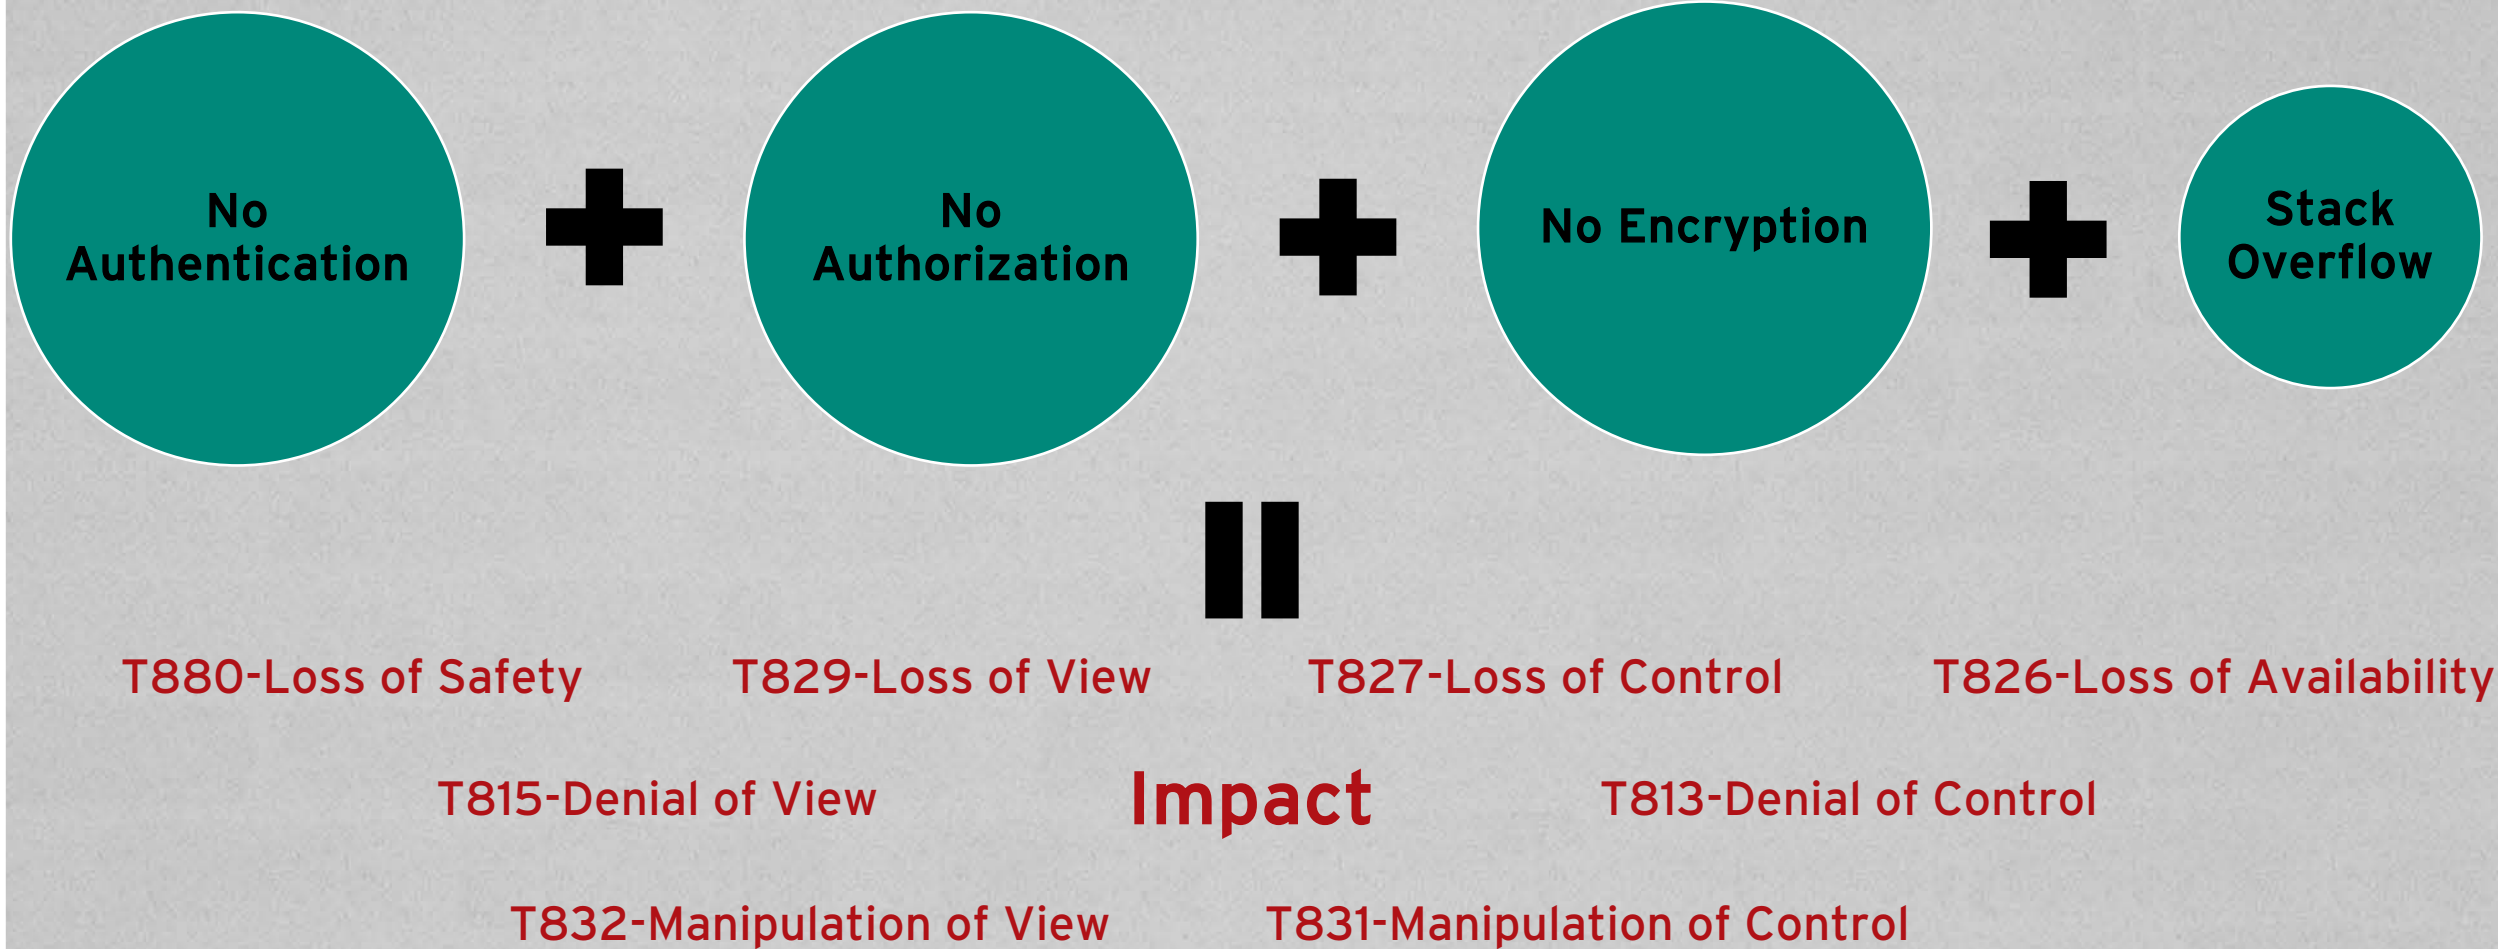 No
Authentication
No
Authorization
No Encryption
Stack
Overflow
T880-Loss of Safety
T829-Loss of View
T827-Loss of Control
T826-Loss of Availability
T815-Denial of View
Impact
T813-Denial of Control
T832-Manipulation of View
T831-Manipulation of Control